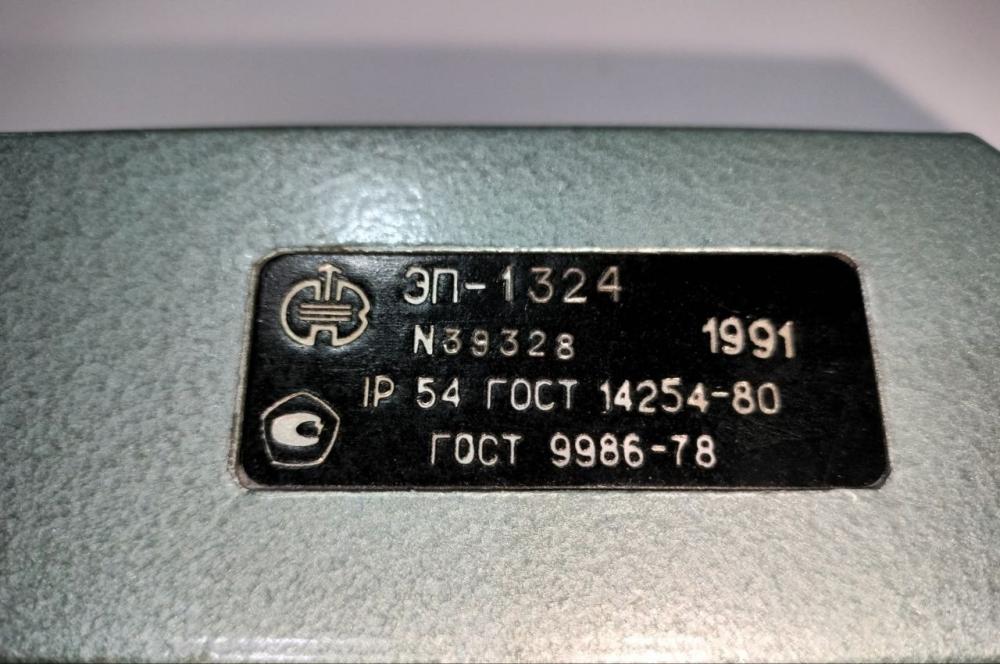 ЭП-1324
N39328 1991
IP 54 ГОСТ 14254-80
ГОСТ 9986-78